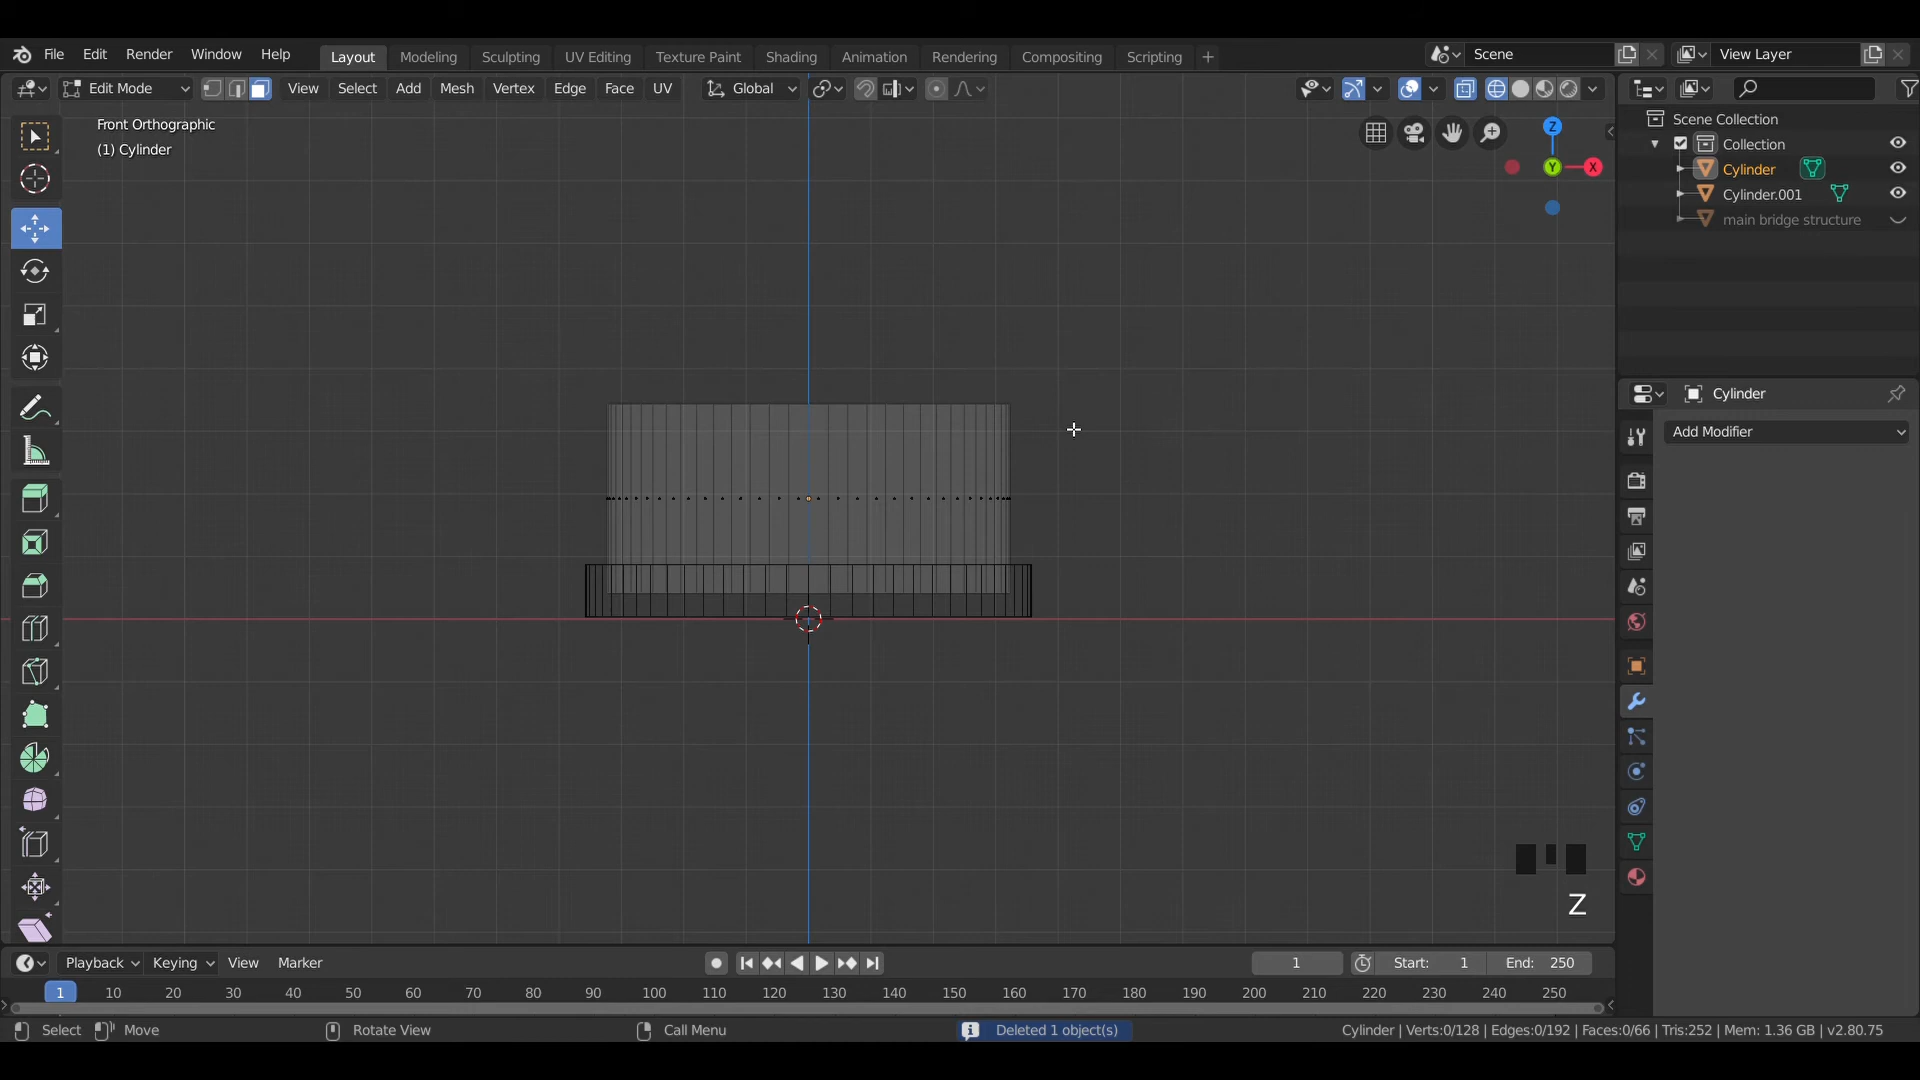 File Edit Render Window Help Layout Modeling Sculpting UV Editing Texture Paint Shading Animation Rendering Compositing Scripting + Scene View Layer
Edit Mode View Select Add Mesh Vertex Edge Face UV Global
Front Orthographic
(1) Cylinder
Z
X
Y
Scene Collection
Collection
Cylinder
Cylinder.001
main bridge structure
Cylinder
Add Modifier
Z
Playback Keying View Marker 1 Start: 1 End: 250
1 10 20 30 40 50 60 70 80 90 100 110 120 130 140 150 160 170 180 190 200 210 220 230 240 250
Select Move Rotate View Call Menu Deleted 1 object(s) Cylinder | Verts:0/128 | Edges:0/192 | Faces:0/66 | Tris:252 | Mem: 1.36 GB | v2.80.75